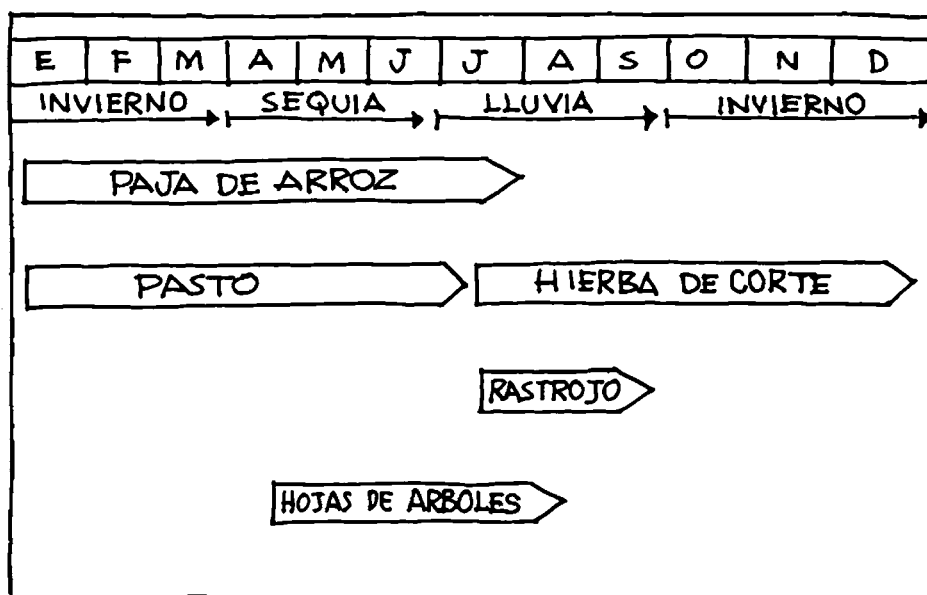 E F M A M J J A S O N D
INVIERNO SEQUIA LLUVIA INVIERNO
PAJA DE ARROZ
PASTO HIERBA DE CORTE
RASTROJO
HOJAS DE ARBOLES